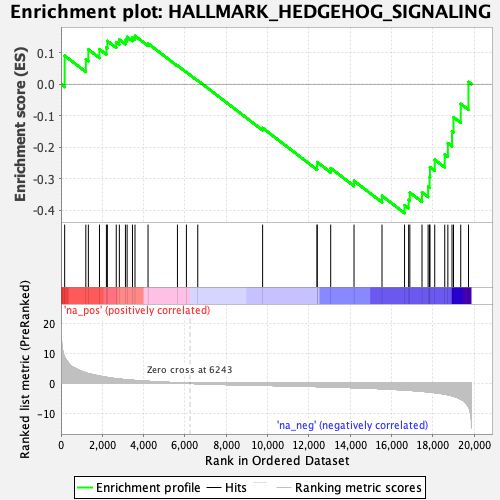 Enrichment plot: HALLMARK_HEDGEHOG_SIGNALING
Enrichment score (ES)
0.1
0.0
-0.1
-0.2
-0.3
-0.4
'na_pos' (positively correlated)
Ranked list metric (PreRanked)
20
10
0
-10
Zero cross at 6243
'na_neg' (negatively correlated)
0 2,000 4,000 6,000 8,000 10,000 12,000 14,000 16,000 18,000 20,000
Rank in Ordered Dataset
Enrichment profile Hits Ranking metric scores